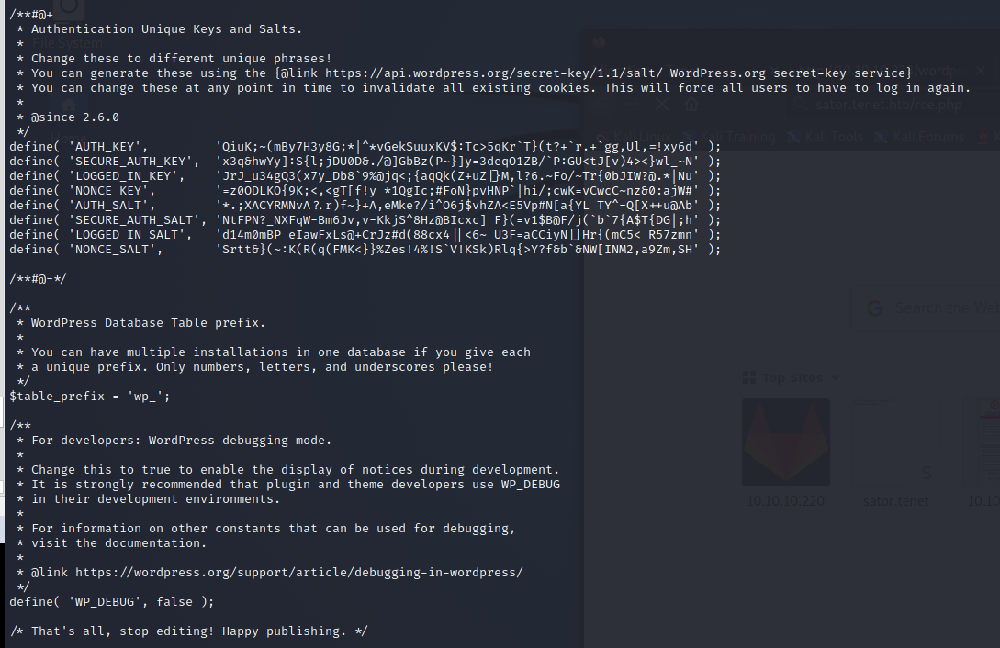 /**#@+
 * Authentication Unique Keys and Salts.
 *
 * Change these to different unique phrases!
 * You can generate these using the {@link https://api.wordpress.org/secret-key/1.1/salt/ WordPress.org secret-key service}
 * You can change these at any point in time to invalidate all existing cookies. This will force all users to have to log in again.
 *
 * @since 2.6.0
 */
define( 'AUTH_KEY',         'QiuK;~(mBy7H3y8G;*|^*vGekSuuxKV$:Tc>5qKr`T}(t?+`r.+`gg,Ul,=!xy6d' );
define( 'SECURE_AUTH_KEY',  'x3q&hwYy]:S{l;jDU0D&./@]GbBz(P~}]y=3deqO1ZB/`P:GU<tJ[v)4><}wl_~N' );
define( 'LOGGED_IN_KEY',    'JrJ_u34gQ3(x7y_Db8`9%@jq<;{aqQk(Z+uZ[}M,l?6.~Fo/~Tr{0bJIW?@.*|Nu' );
define( 'NONCE_KEY',        '=z0ODLKO{9K;<,<gT[f!y_*1QgIc;#FoN}pvHNP`|hi/;cwK=vCwcC~nz&0:ajW#' );
define( 'AUTH_SALT',        '*.;XACYRMNvA?.r)f~}+A,eMke?/i^O6j$vhZA<E5Vp#N[a{YL TY^-Q[X++u@Ab' );
define( 'SECURE_AUTH_SALT', 'NtFPN?_NXFqW-Bm6Jv,v-KkjS^8Hz@BIcxc] F}(=v1$B@F/j(`b`7{A$T{DG|;h' );
define( 'LOGGED_IN_SALT',   'd14m0mBP eIawFxLs@+CrJz#d(88cx4||<6~_U3F=aCCiyN[]Hr{(mC5< R57zmn' );
define( 'NONCE_SALT',       'Srtt&}(~:K(R(q(FMK<}}%Zes!4%!S`V!KSk)Rlq{>Y?f&b`&NW[INM2,a9Zm,SH' );

/**#@-*/

/**
 * WordPress Database Table prefix.
 *
 * You can have multiple installations in one database if you give each
 * a unique prefix. Only numbers, letters, and underscores please!
 */
$table_prefix = 'wp_';

/**
 * For developers: WordPress debugging mode.
 *
 * Change this to true to enable the display of notices during development.
 * It is strongly recommended that plugin and theme developers use WP_DEBUG
 * in their development environments.
 *
 * For information on other constants that can be used for debugging,
 * visit the documentation.
 *
 * @link https://wordpress.org/support/article/debugging-in-wordpress/
 */
define( 'WP_DEBUG', false );

/* That's all, stop editing! Happy publishing. */
File System
sator.tenet.htb/rce.php
Kali Linux
Kali Training
Kali Tools
Kali Forums
Search the Web
Top Sites
S
10.10.10.220
sator.tenet